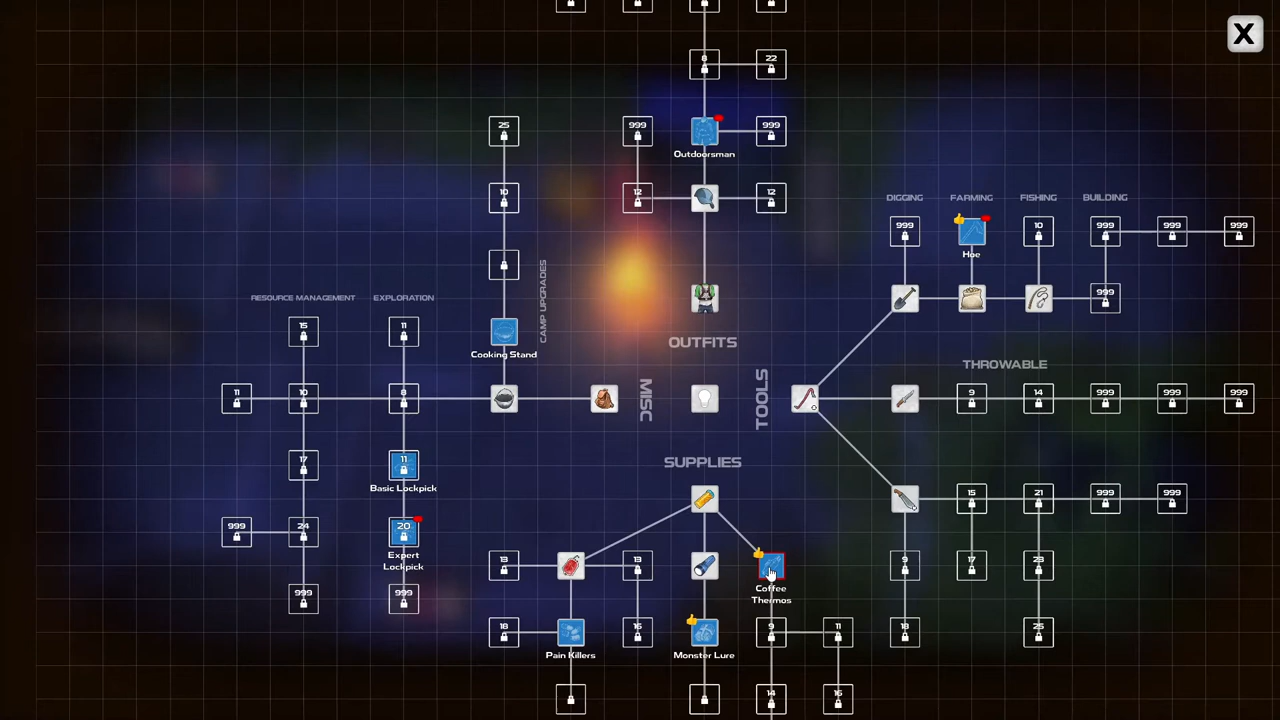 X
8
22
25
999
999
Outdoorsman
10
12
12
DIGGING
FARMING
FISHING
BUILDING
999
10
999
999
999
Hoe
CAMP UPGRADES
RESOURCE MANAGEMENT
EXPLORATION
999
15
11
Cooking Stand
OUTFITS
THROWABLE
11
10
8
MISC
TOOLS
9
14
999
999
999
17
11
Basic Lockpick
SUPPLIES
15
21
999
999
999
24
20
Expert
Lockpick
13
13
Coffee
Thermos
9
17
23
999
999
18
Pain Killers
16
Monster Lure
9
11
18
25
14
16